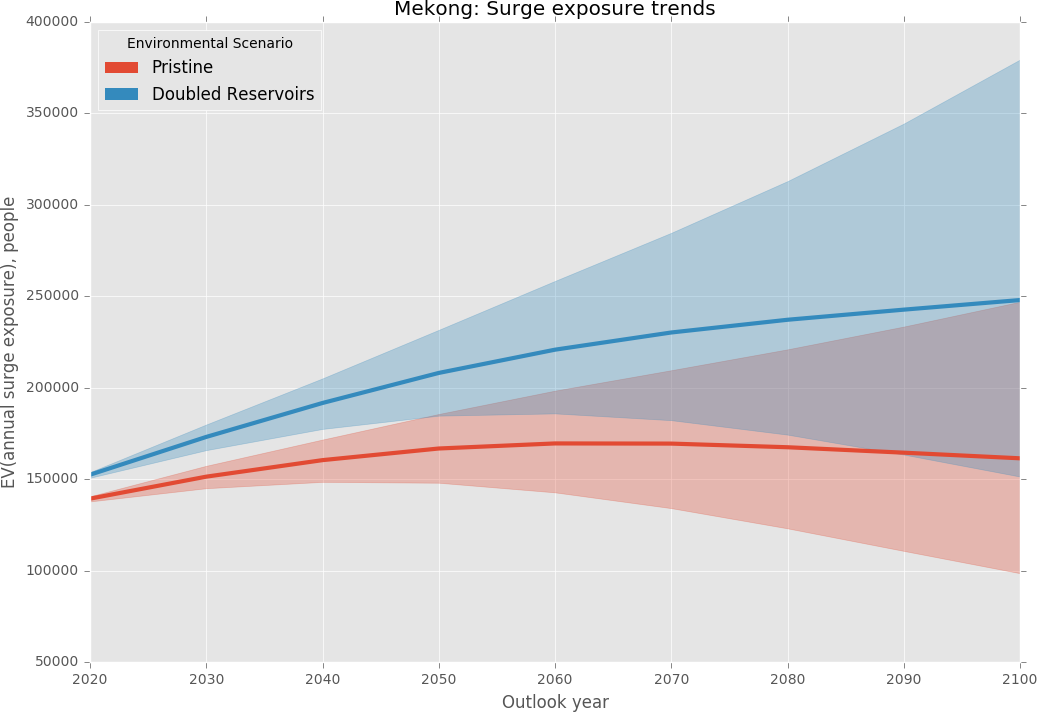 Mekong: Surge exposure trends
400000
350000
300000
250000
200000
150000
100000
50000
EV(annual surge exposure), people
Environmental Scenario
Pristine
Doubled Reservoirs
2020 2030 2040 2050 2060 2070 2080 2090 2100
Outlook year